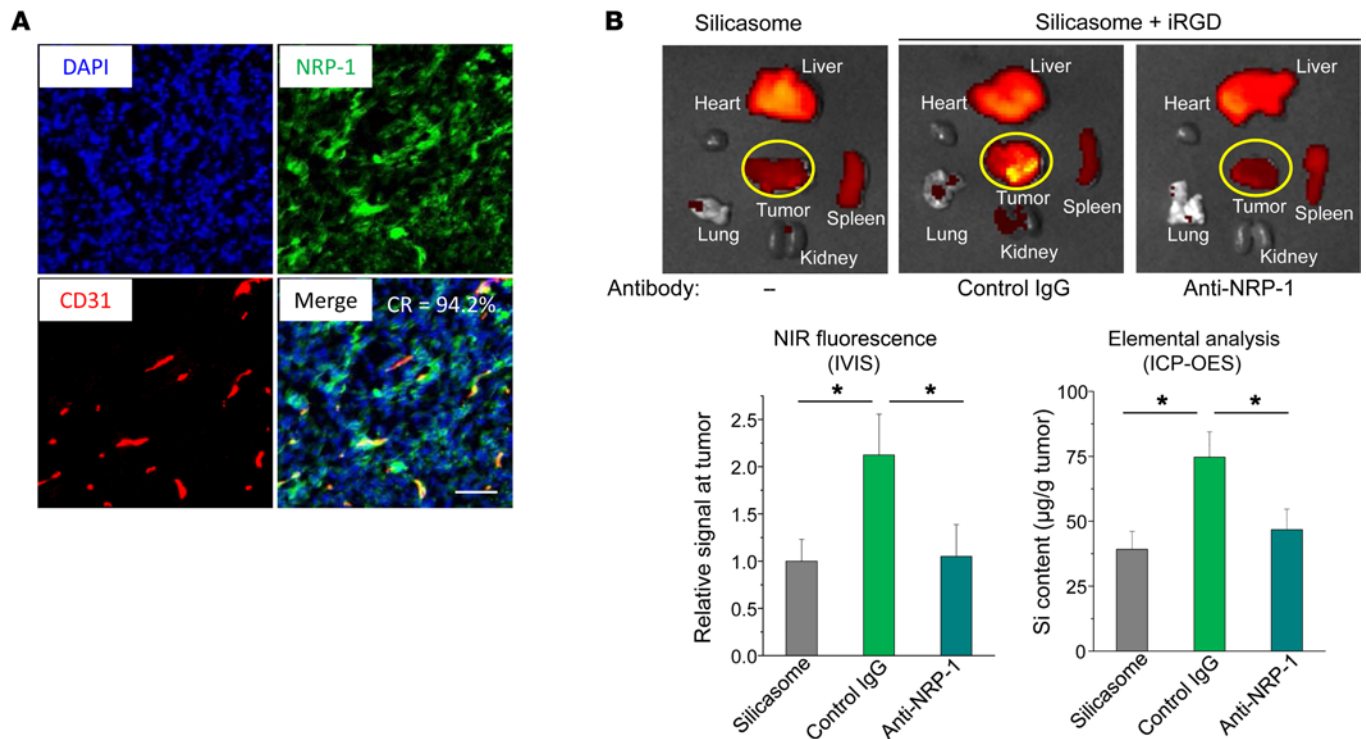 A
DAPI
NRP-1
CD31
Merge
CR = 94.2%
B
Silicasome
Silicasome + iRGD
Liver
Heart
Tumor
Spleen
Lung
Kidney
Liver
Heart
Tumor
Spleen
Lung
Kidney
Liver
Heart
Tumor
Spleen
Lung
Kidney
Antibody:
–
Control IgG
Anti-NRP-1
NIR fluorescence
(IVIS)
* *
Relative signal at tumor
2.5
2.0
1.5
1.0
0.5
0.0
Silicasome
Control IgG
Anti-NRP-1
Elemental analysis
(ICP-OES)
* *
Si content (µg/g tumor)
100
75
50
25
0
Silicasome
Control IgG
Anti-NRP-1